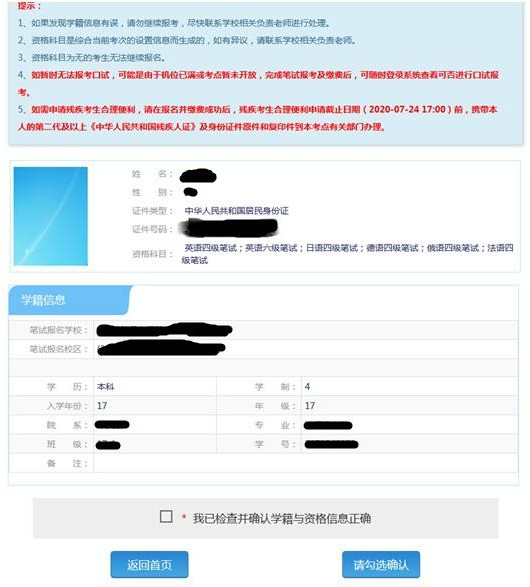 提示：
1、如果发现学籍信息有误，请勿继续报考，尽快联系学校相关负责老师进行处理。
2、资格科目是综合当前考次的设置信息而生成的，如有异议，请联系学校相关负责老师。
3、资格科目为无的考生无法继续报名。
4、如暂时无法报考口试，可能是由于机位已满或考点暂未开放，完成笔试报考及缴费后，可随时登录系统查看可否进行口试报
考。
5、如需申请残疾考生合理便利，请在报名并缴费成功后，残疾考生合理便利申请截止日期（2020-07-24 17:00）前，携带本
人的第二代及以上《中华人民共和国残疾人证》及身份证件原件和复印件到本考点有关部门办理。
姓 名：
性 别：
证件类型： 中华人民共和国居民身份证
证件号码：
资格科目： 英语四级笔试；英语六级笔试；日语四级笔试；德语四级笔试；俄语四级笔试；法语四
级笔试
学籍信息
笔试报名学校：
笔试报名校区：
学 历： 本科 学 制： 4
入学年份： 17 年 级： 17
院 系： 专 业：
班 级： 学 号：
备 注：
* 我已检查并确认学籍与资格信息正确
返回首页 请勾选确认